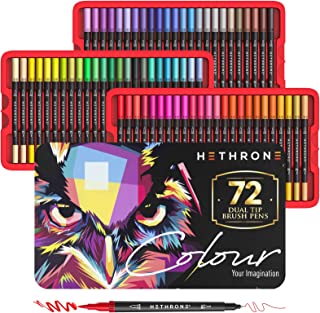 HETHRONE
72
DUAL TIP
BRUSH PENS
Colour
Your Imagination
HETHRONE